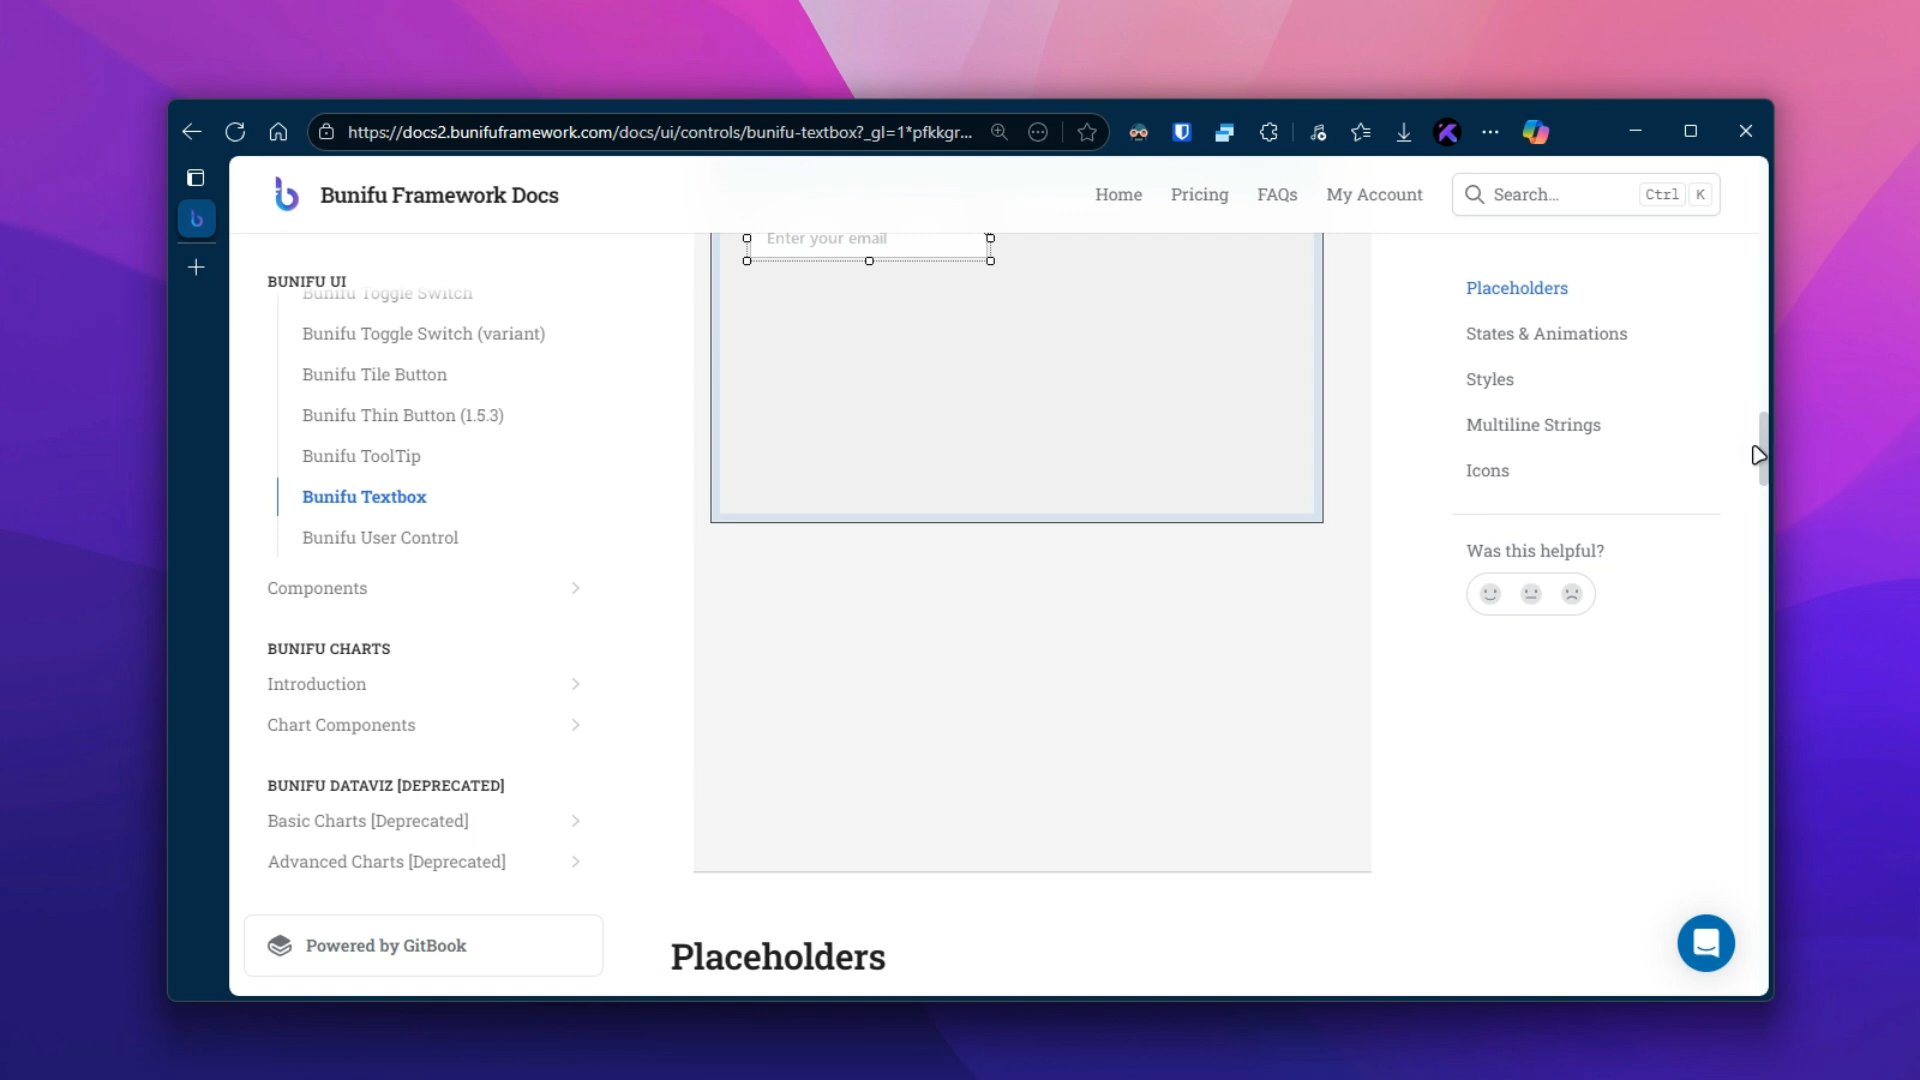 https://docs2.bunifuframework.com/docs/ui/controls/bunifu-textbox?_gl=1*pfkkgr...
Bunifu Framework Docs
Home
Pricing
FAQs
My Account
Search...
Ctrl K
BUNIFU UI
Bunifu Toggle Switch
Bunifu Toggle Switch (variant)
Bunifu Tile Button
Bunifu Thin Button (1.5.3)
Bunifu ToolTip
Bunifu Textbox
Bunifu User Control
Components
BUNIFU CHARTS
Introduction
Chart Components
BUNIFU DATAVIZ [DEPRECATED]
Basic Charts [Deprecated]
Advanced Charts [Deprecated]
Powered by GitBook
Enter your email
Placeholders
Placeholders
States & Animations
Styles
Multiline Strings
Icons
Was this helpful?